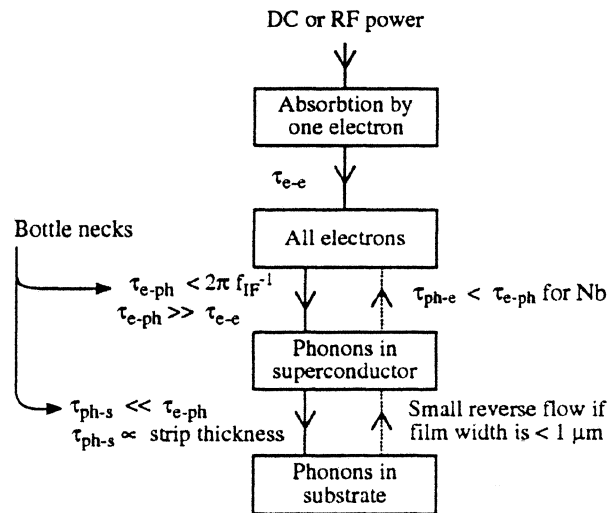 DC or RF power
Absorbtion by
one electron
τe-e
Bottle necks
All electrons
τe-ph < 2π fIF⁻¹
τe-ph >> τe-e
τph-e < τe-ph for Nb
Phonons in
superconductor
τph-s << τe-ph
τph-s ∝ strip thickness
Small reverse flow if
film width is < 1 µm
Phonons in
substrate